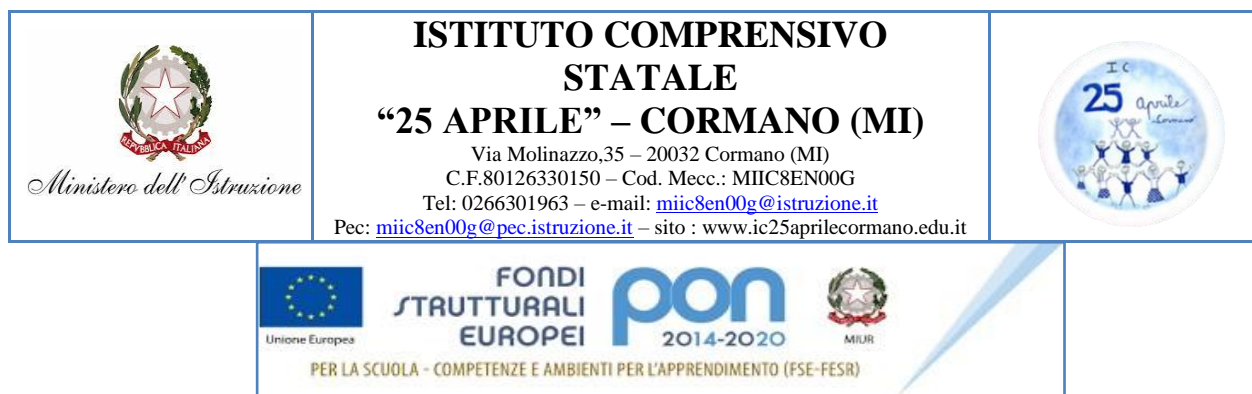 ISTITUTO COMPRENSIVO
STATALE
“25 APRILE” – CORMANO (MI)
Via Molinazzo,35 – 20032 Cormano (MI)
C.F.80126330150 – Cod. Mecc.: MIIC8EN00G
Tel: 0266301963 – e-mail: miic8en00g@istruzione.it
Pec: miic8en00g@pec.istruzione.it – sito : www.ic25aprilecormano.edu.it
REPVBBLICA ITALIANA
Ministero dell' Istruzione
IC
25 aprile
Cormano
FONDI
STRUTTURALI
EUROPEI
pon
2014-2020
Unione Europea
MIUR
PER LA SCUOLA - COMPETENZE E AMBIENTI PER L'APPRENDIMENTO (FSE-FESR)